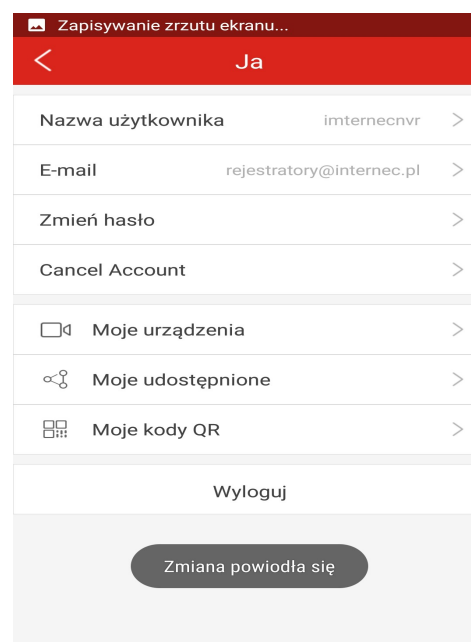 Zapisywanie zrzutu ekranu...
Ja
Nazwa użytkownika imternecnvr
E-mail rejestratory@internec.pl
Zmień hasło
Cancel Account
Moje urządzenia
Moje udostępnione
Moje kody QR
Wyloguj
Zmiana powiodła się